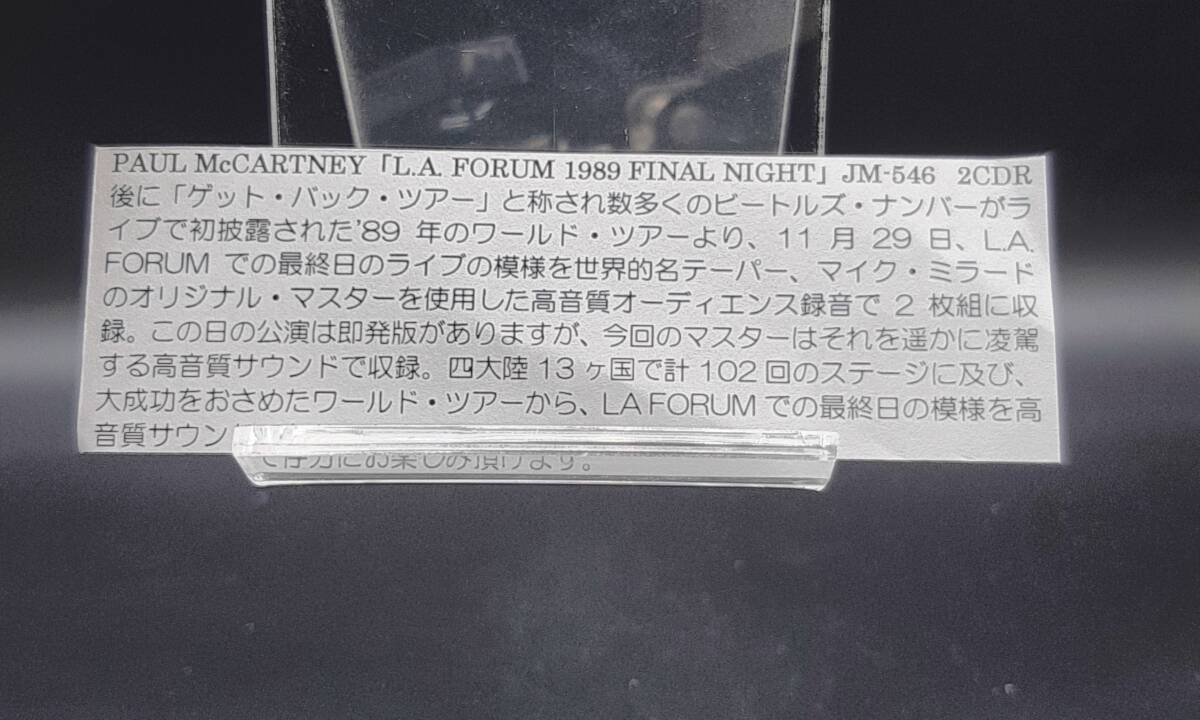 PAUL McCARTNEY「L.A. FORUM 1989 FINAL NIGHT」JM-546 2CDR
後に「ゲット・バック・ツアー」と称され数多くのビートルズ・ナンバーがラ
イブで初披露された'89 年のワールド・ツアーより、11 月 29 日、L.A.
FORUM での最終日のライブの模様を世界的名テーパー、マイク・ミラード
のオリジナル・マスターを使用した高音質オーディエンス録音で 2 枚組に収
録。この日の公演は即発版がありますが、今回のマスターはそれを遥かに凌駕
する高音質サウンドで収録。四大陸 13 ヶ国で計 102 回のステージに及び、
大成功をおさめたワールド・ツアーから、LA FORUM での最終日の模様を高
音質サウン
にお楽しみ頂けます。